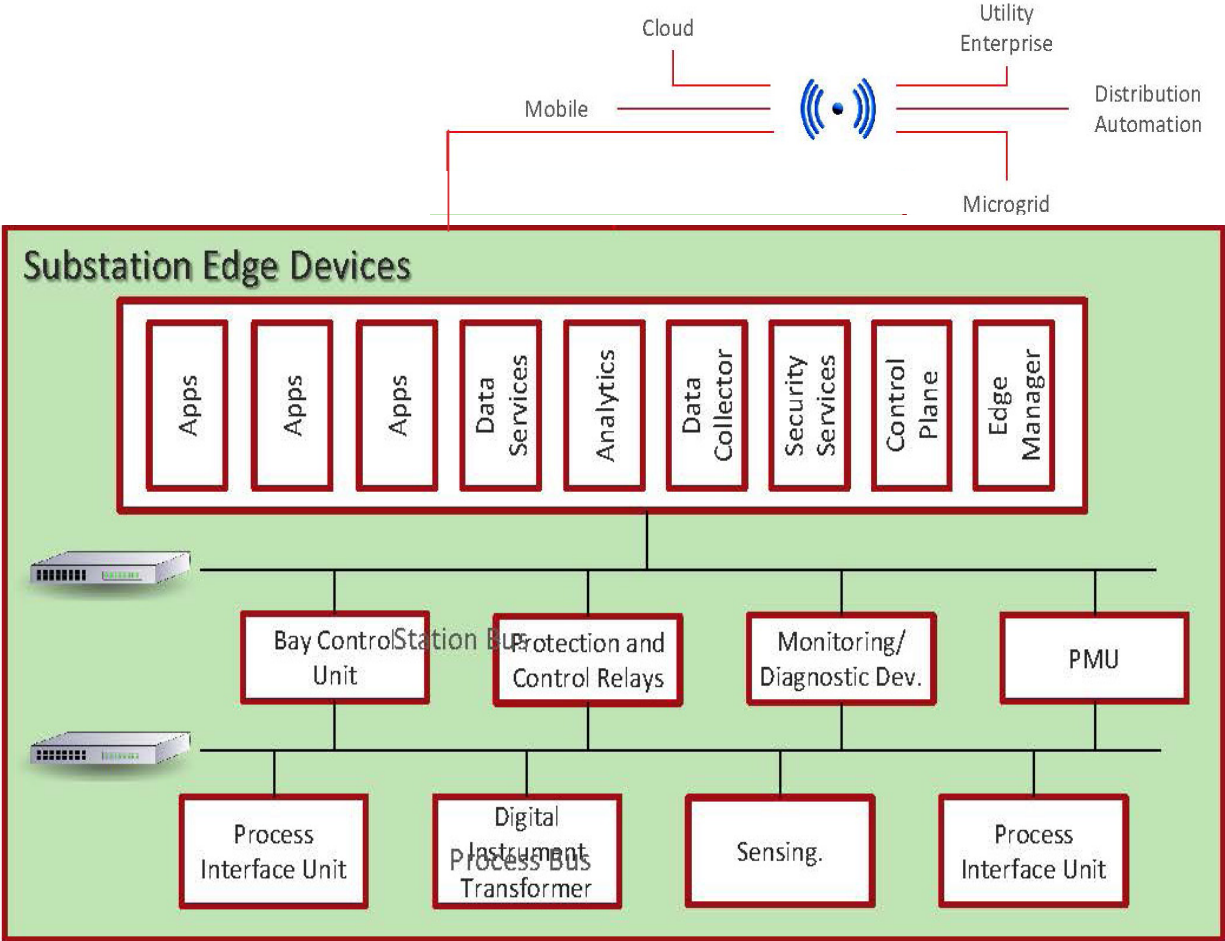 Cloud
Utility
Enterprise
Mobile
Distribution
Automation
Microgrid
Substation Edge Devices
Apps
Apps
Apps
Data
Services
Analytics
Data
Collector
Security
Services
Control
Plane
Edge
Manager
Station Bus
Bay Control
Unit
Protection and
Control Relays
Monitoring/
Diagnostic Dev.
PMU
Process Bus
Process
Interface Unit
Digital
Instrument
Transformer
Sensing.
Process
Interface Unit